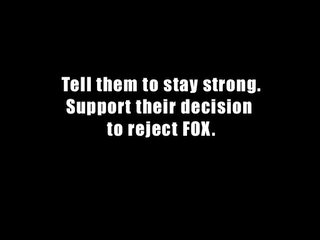 Tell them to stay strong.
Support their decision
to reject FOX.